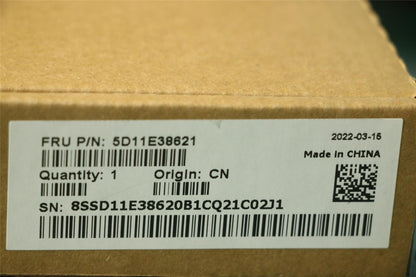 FRU P/N: 5D11E38621
2022-03-16
Made in CHINA
Quantity: 1 Origin: CN
SN: 8SSD11E38620B1CQ21C02J1